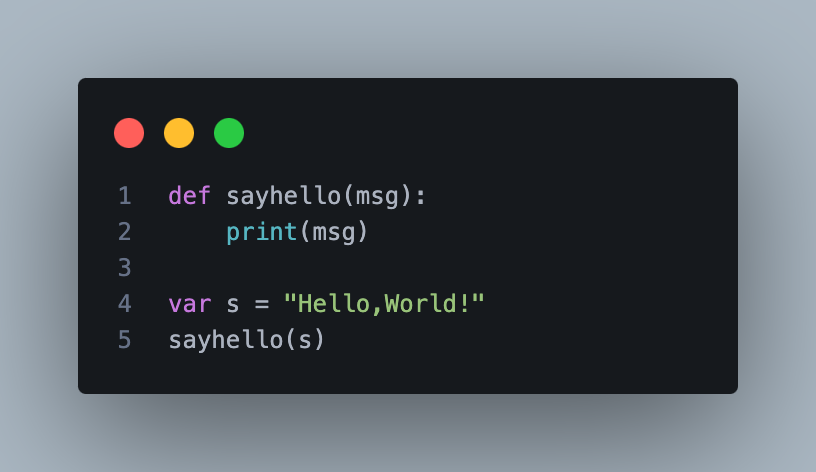 1 def sayhello(msg):
2     print(msg)
3
4 var s = "Hello,World!"
5 sayhello(s)